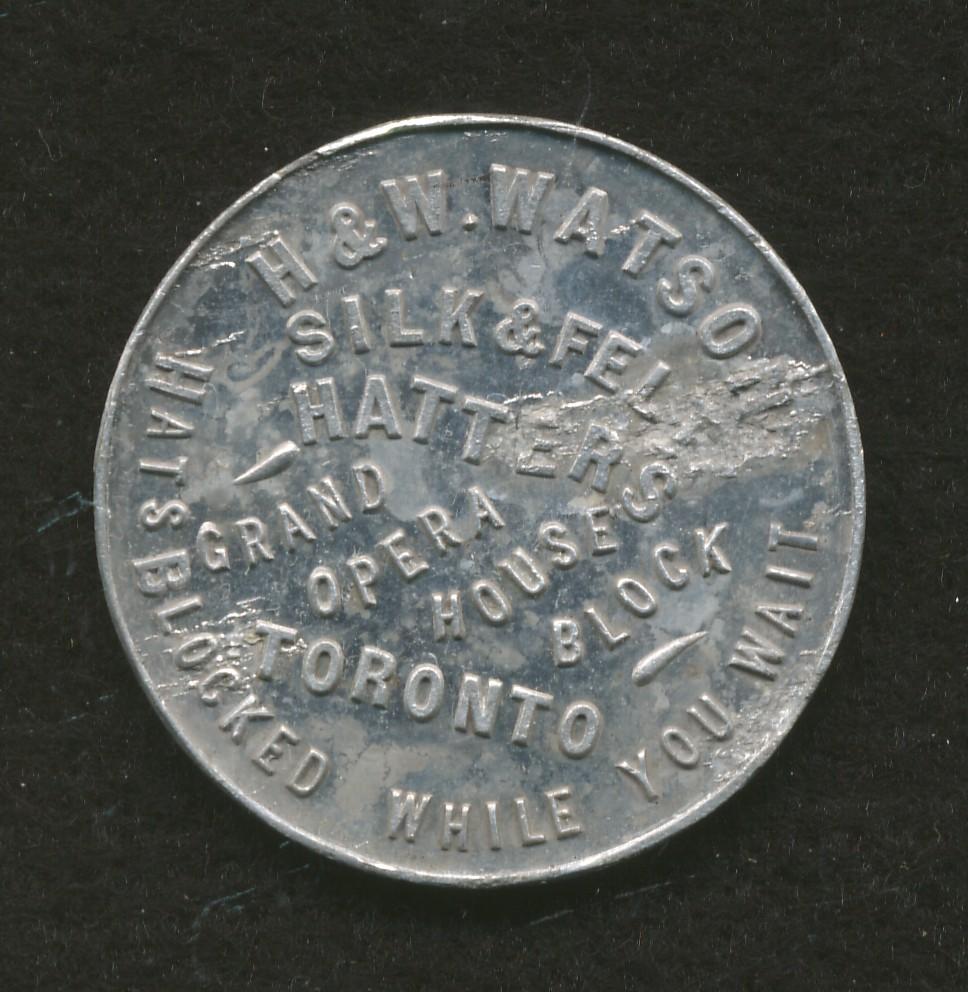 H & W. WATSON
SILK & FELT
HATTERS
GRAND
OPERA
HOUSE
BLOCK
TORONTO
HATS BLOCKED WHILE YOU WAIT